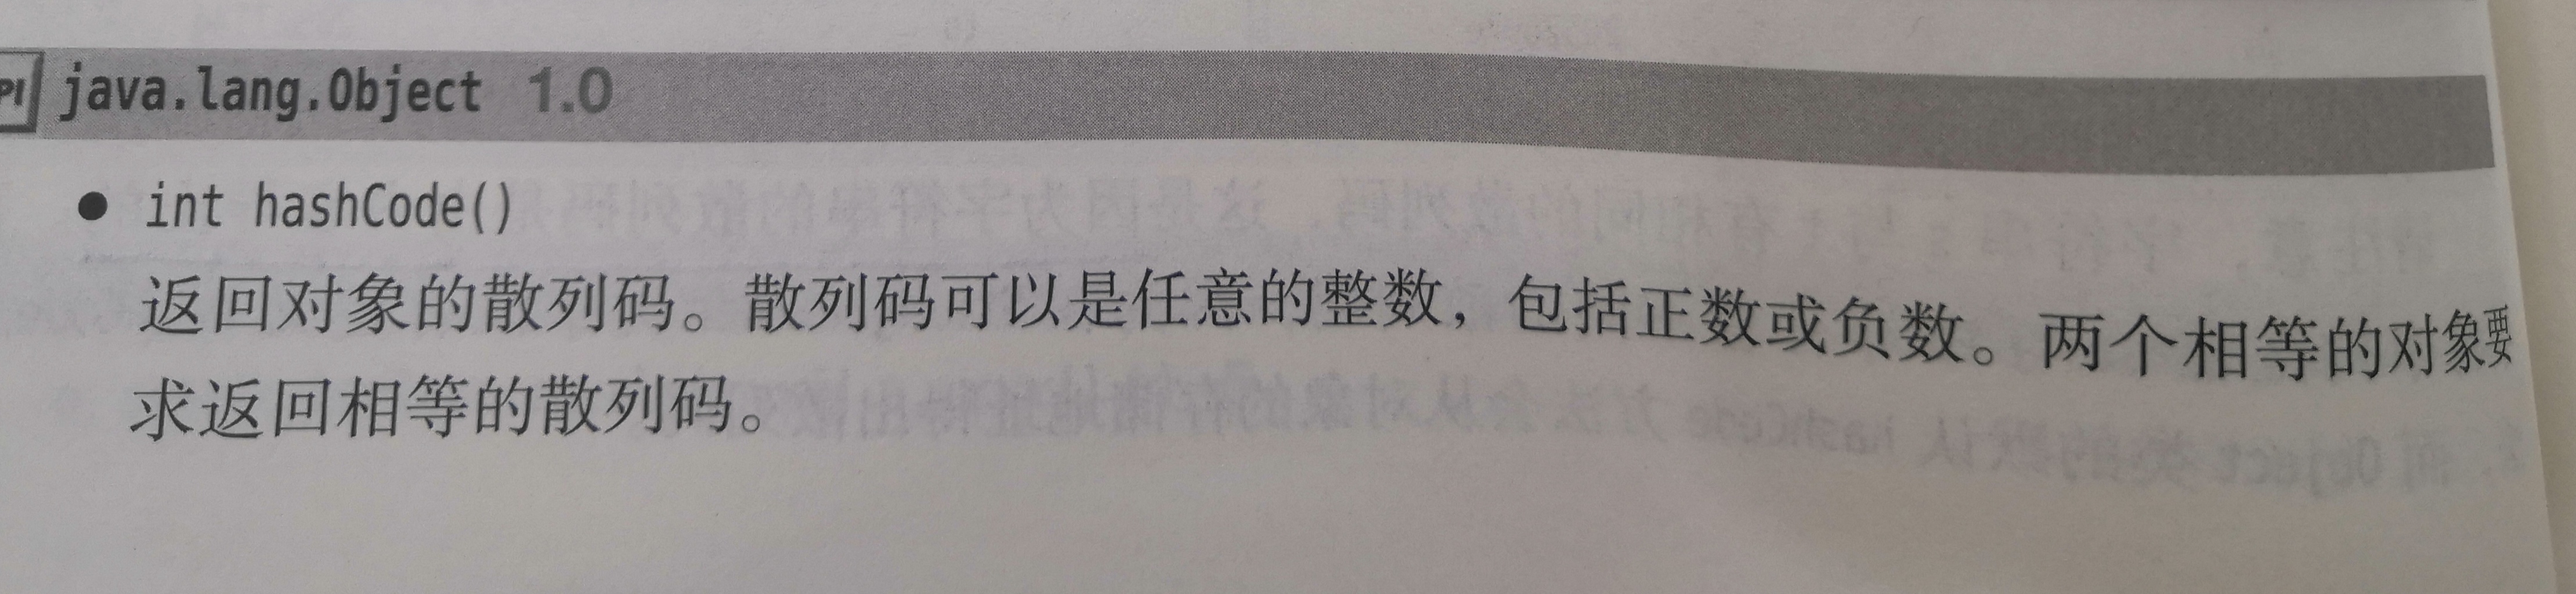 java.lang.Object 1.0
● int hashCode()
返回对象的散列码。散列码可以是任意的整数，包括正数或负数。两个相等的对象要
求返回相等的散列码。